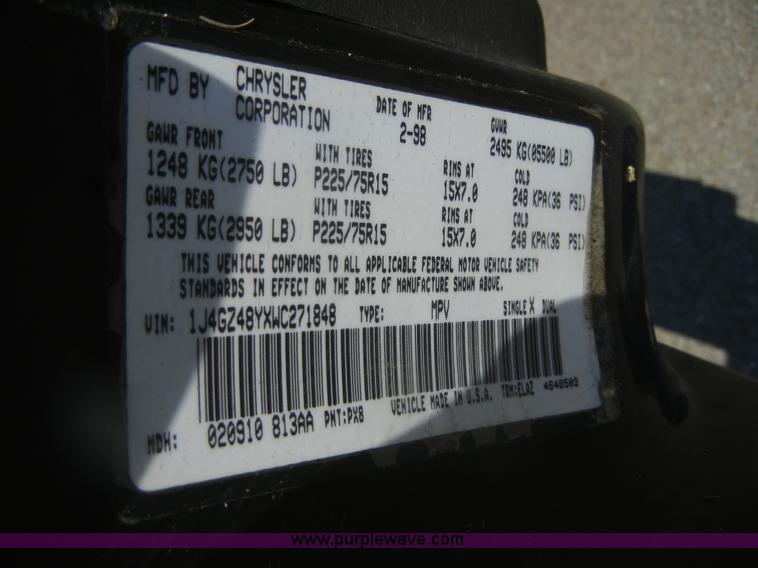 MFD BY CHRYSLER CORPORATION DATE OF MFR 2-98 GVWR 2495 KG(05500 LB)
GAWR FRONT WITH TIRES RIMS AT COLD
1248 KG(2750 LB) P225/75R15 15X7.0 248 KPA(36 PSI)
GAWR REAR WITH TIRES RIMS AT COLD
1339 KG(2950 LB) P225/75R15 15X7.0 248 KPA(36 PSI)
THIS VEHICLE CONFORMS TO ALL APPLICABLE FEDERAL MOTOR VEHICLE SAFETY
STANDARDS IN EFFECT ON THE DATE OF MANUFACTURE SHOWN ABOVE.
VIN: 1J4GZ48YXWC271848 TYPE: MPV SINGLE X DUAL
MDH: 020910 813AA PNT:PX8 VEHICLE MADE IN U.S.A. TRM:ELAZ 4648503
www.purplewave.com